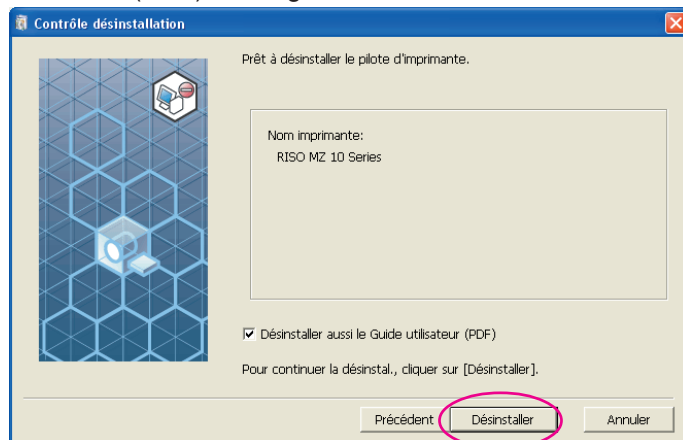 Contrôle désinstallation
Prêt à désinstaller le pilote d'imprimante.
Nom imprimante:
RISO MZ 10 Series
Désinstaller aussi le Guide utilisateur (PDF)
Pour continuer la désinstal., cliquer sur [Désinstaller].
Précédent Désinstaller Annuler